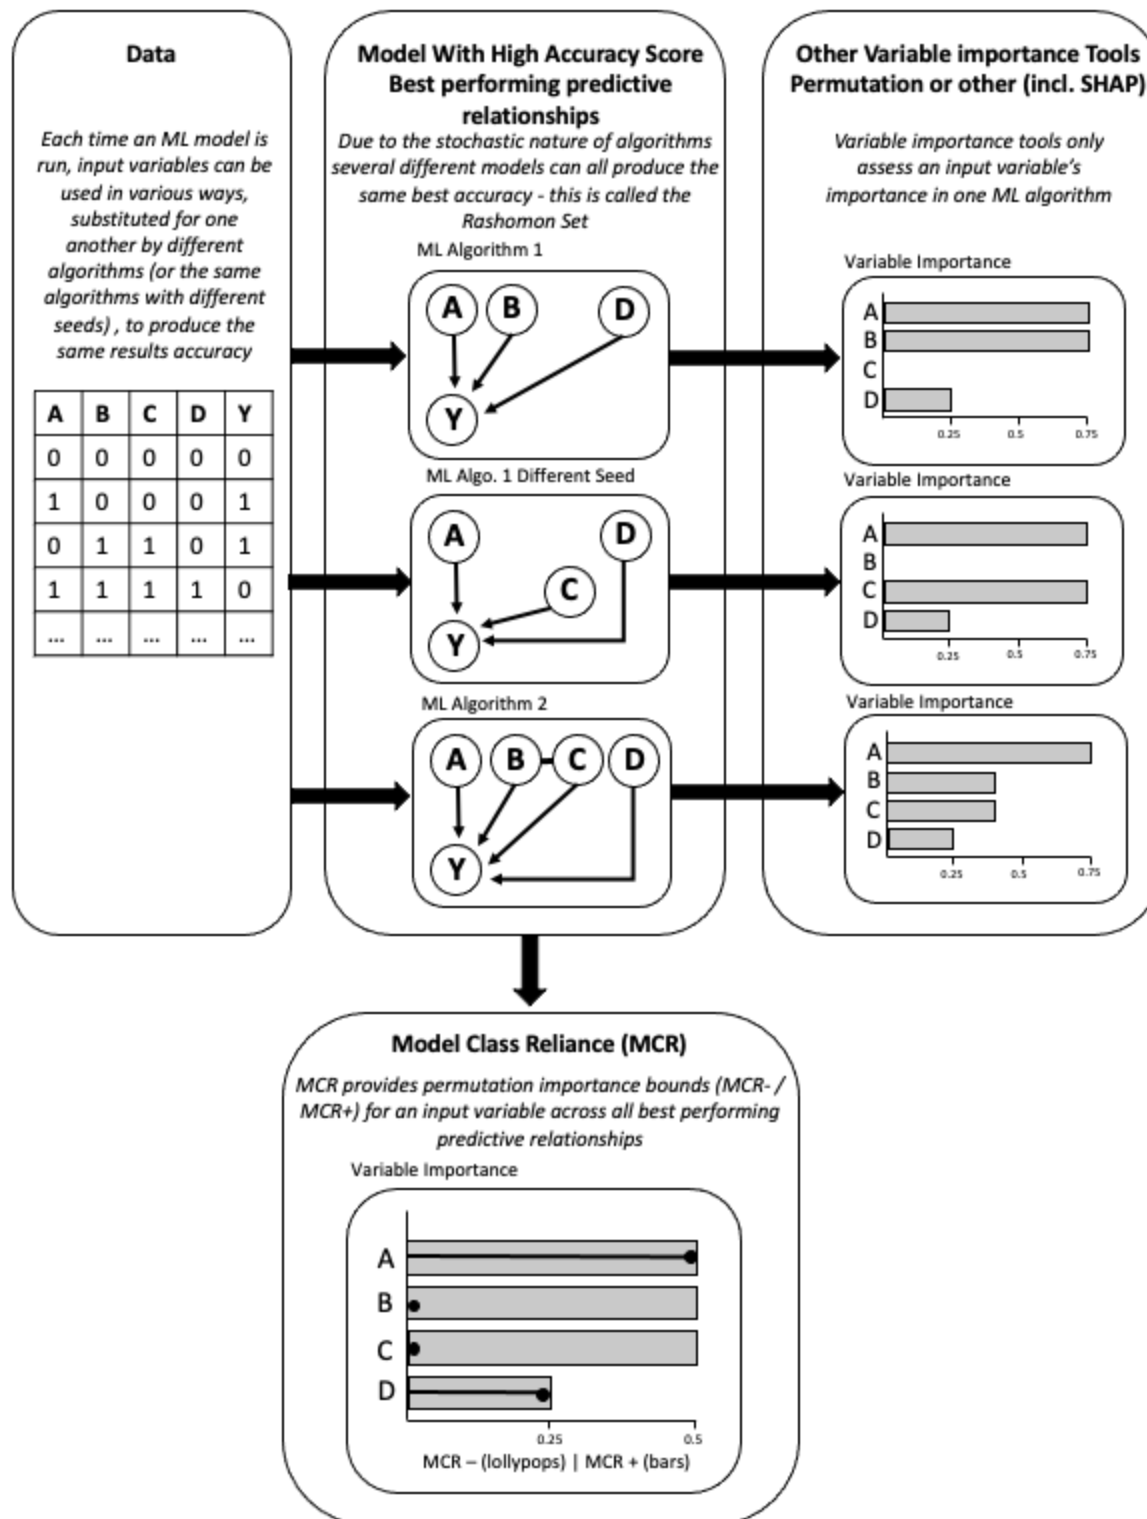 Data
Each time an ML model is
run, input variables can be
used in various ways,
substituted for one
another by different
algorithms (or the same
algorithms with different
seeds) , to produce the
same results accuracy
A B C D Y
0 0 0 0 0
1 0 0 0 1
0 1 1 0 1
1 1 1 1 0
... ... ... ... ...
Model With High Accuracy Score
Best performing predictive
relationships
Due to the stochastic nature of algorithms
several different models can all produce the
same best accuracy - this is called the
Rashomon Set
ML Algorithm 1
A B D
Y
ML Algo. 1 Different Seed
A D
C
Y
ML Algorithm 2
A B C D
Y
Other Variable importance Tools
Permutation or other (incl. SHAP)
Variable importance tools only
assess an input variable's
importance in one ML algorithm
Variable Importance
A
B
C
D
0.25 0.5 0.75
Variable Importance
A
B
C
D
0.25 0.5 0.75
Variable Importance
A
B
C
D
0.25 0.5 0.75
Model Class Reliance (MCR)
MCR provides permutation importance bounds (MCR- /
MCR+) for an input variable across all best performing
predictive relationships
Variable Importance
A
B
C
D
0.25 0.5
MCR – (lollypops) | MCR + (bars)